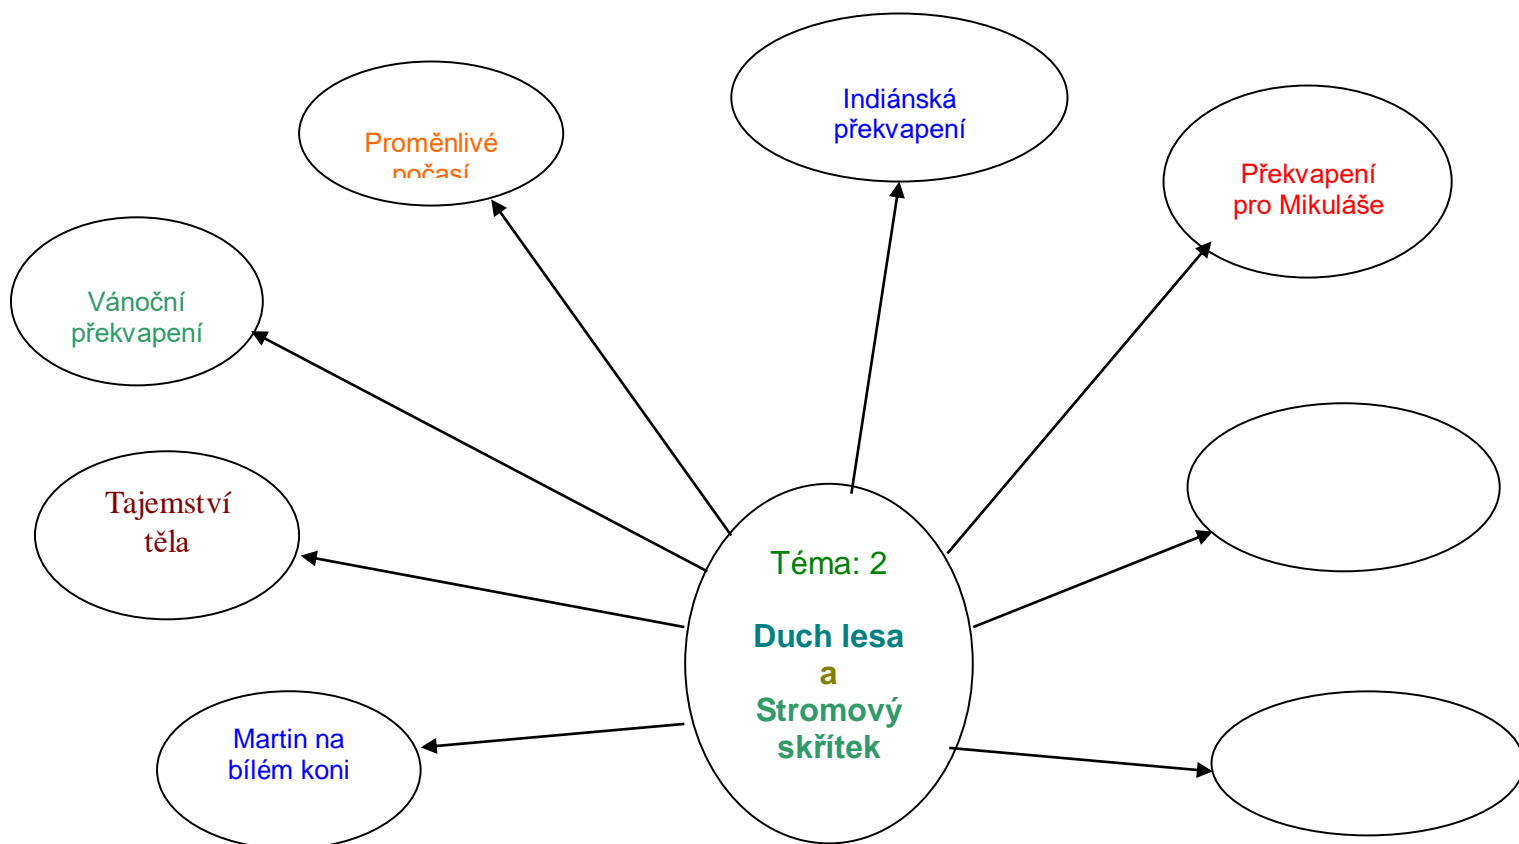 Indiánská
překvapení
Proměnlivé
počasí
Překvapení
pro Mikuláše
Vánoční
překvapení
Tajemství
těla
Téma: 2
Duch lesa
a
Stromový
skřítek
Martin na
bílém koni